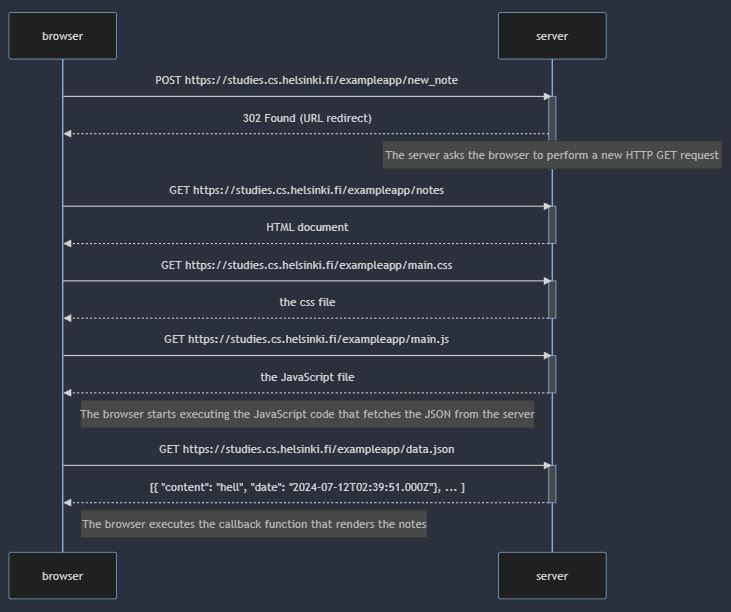 browser
server
POST https://studies.cs.helsinki.fi/exampleapp/new_note
302 Found (URL redirect)
The server asks the browser to perform a new HTTP GET request
GET https://studies.cs.helsinki.fi/exampleapp/notes
HTML document
GET https://studies.cs.helsinki.fi/exampleapp/main.css
the css file
GET https://studies.cs.helsinki.fi/exampleapp/main.js
the JavaScript file
The browser starts executing the JavaScript code that fetches the JSON from the server
GET https://studies.cs.helsinki.fi/exampleapp/data.json
[{ "content": "hell", "date": "2024-07-12T02:39:51.000Z"}, ... ]
The browser executes the callback function that renders the notes
browser
server